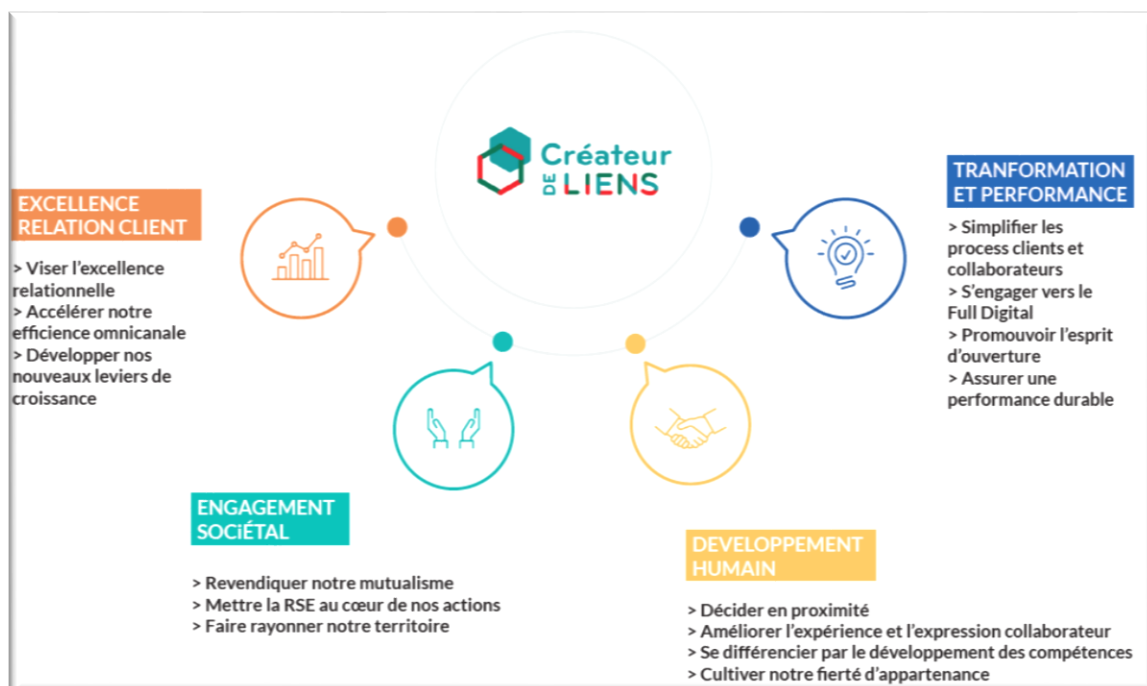 Créateur
DE LIENS
EXCELLENCE
RELATION CLIENT
> Viser l'excellence
relationnelle
> Accélérer notre
efficience omnicanale
> Développer nos
nouveaux leviers de
croissance
ENGAGEMENT
SOCiÉTAL
> Revendiquer notre mutualisme
> Mettre la RSE au cœur de nos actions
> Faire rayonner notre territoire
DEVELOPPEMENT
HUMAIN
> Décider en proximité
> Améliorer l'expérience et l'expression collaborateur
> Se différencier par le développement des compétences
> Cultiver notre fierté d'appartenance
TRANFORMATION
ET PERFORMANCE
> Simplifier les
process clients et
collaborateurs
> S'engager vers le
Full Digital
> Promouvoir l'esprit
d'ouverture
> Assurer une
performance durable